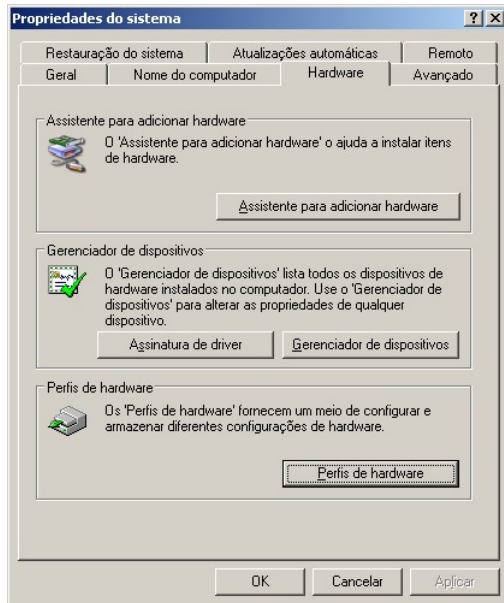 Propriedades do sistema
Restauração do sistema
Atualizações automáticas
Remoto
Geral
Nome do computador
Hardware
Avançado
Assistente para adicionar hardware
O 'Assistente para adicionar hardware' o ajuda a instalar itens
de hardware.
Assistente para adicionar hardware
Gerenciador de dispositivos
O 'Gerenciador de dispositivos' lista todos os dispositivos de
hardware instalados no computador. Use o 'Gerenciador de
dispositivos' para alterar as propriedades de qualquer
dispositivo.
Assinatura de driver
Gerenciador de dispositivos
Perfis de hardware
Os 'Perfis de hardware' fornecem um meio de configurar e
armazenar diferentes configurações de hardware.
Perfis de hardware
OK
Cancelar
Aplicar